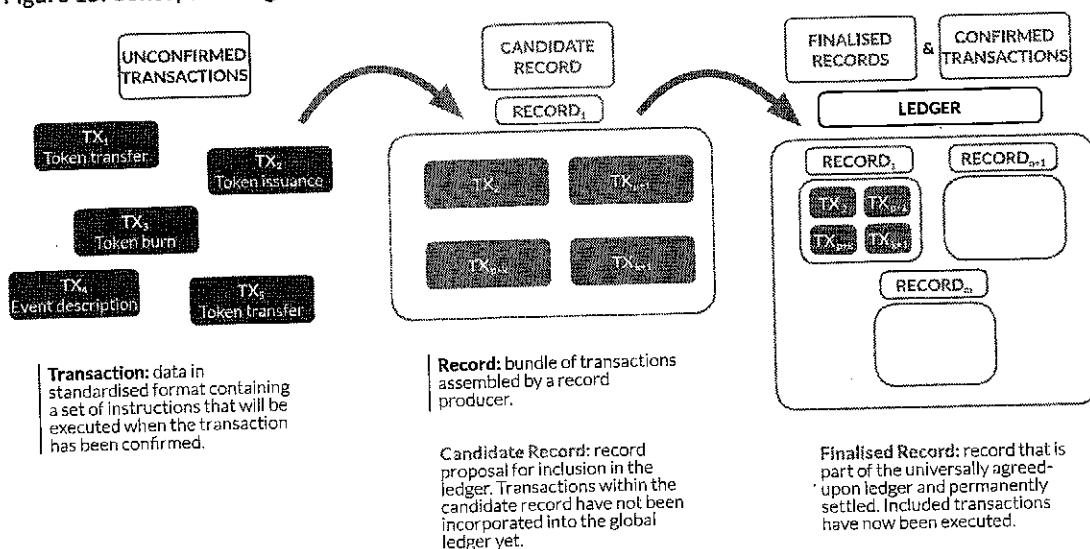 UNCONFIRMED
TRANSACTIONS
TX₁
Token transfer
TX₂
Token issuance
TX₃
Token burn
TX₄
Event description
TX₅
Token transfer
Transaction: data in
standardised format containing
a set of instructions that will be
executed when the transaction
has been confirmed.
CANDIDATE
RECORD
RECORD₁
Record: bundle of transactions
assembled by a record
producer.
Candidate Record: record
proposal for inclusion in the
ledger. Transactions within the
candidate record have not been
incorporated into the global
ledger yet.
FINALISED
RECORDS
&
CONFIRMED
TRANSACTIONS
LEDGER
RECORD₁
RECORDₙ₊₁
Finalised Record: record that is
part of the universally agreed-
upon ledger and permanently
settled. Included transactions
have now been executed.